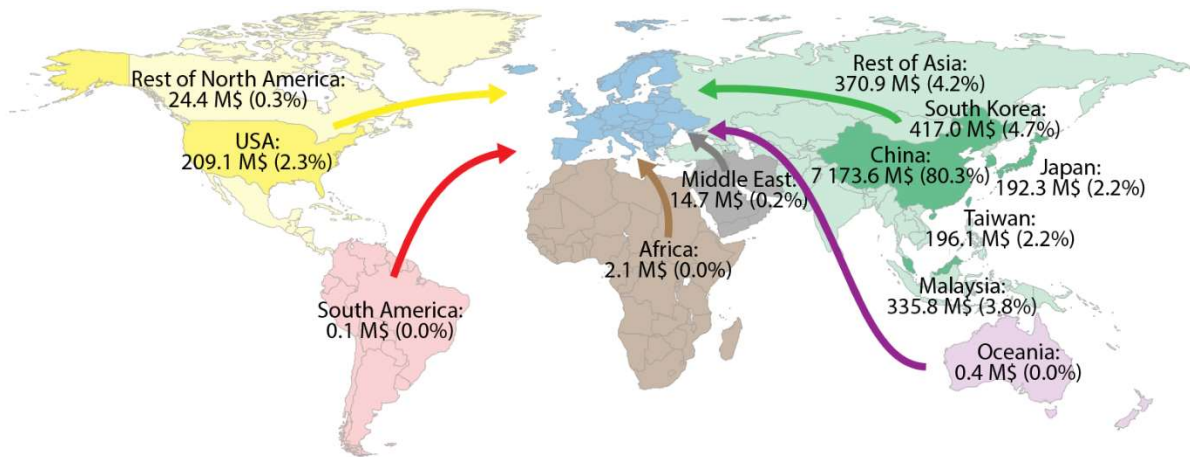 Rest of North America:
24.4 M$ (0.3%)
USA:
209.1 M$ (2.3%)
South America:
0.1 M$ (0.0%)
Africa:
2.1 M$ (0.0%)
Middle East:
14.7 M$ (0.2%)
Rest of Asia:
370.9 M$ (4.2%)
South Korea:
417.0 M$ (4.7%)
China:
7 173.6 M$ (80.3%)
Japan:
192.3 M$ (2.2%)
Taiwan:
196.1 M$ (2.2%)
Malaysia:
335.8 M$ (3.8%)
Oceania:
0.4 M$ (0.0%)